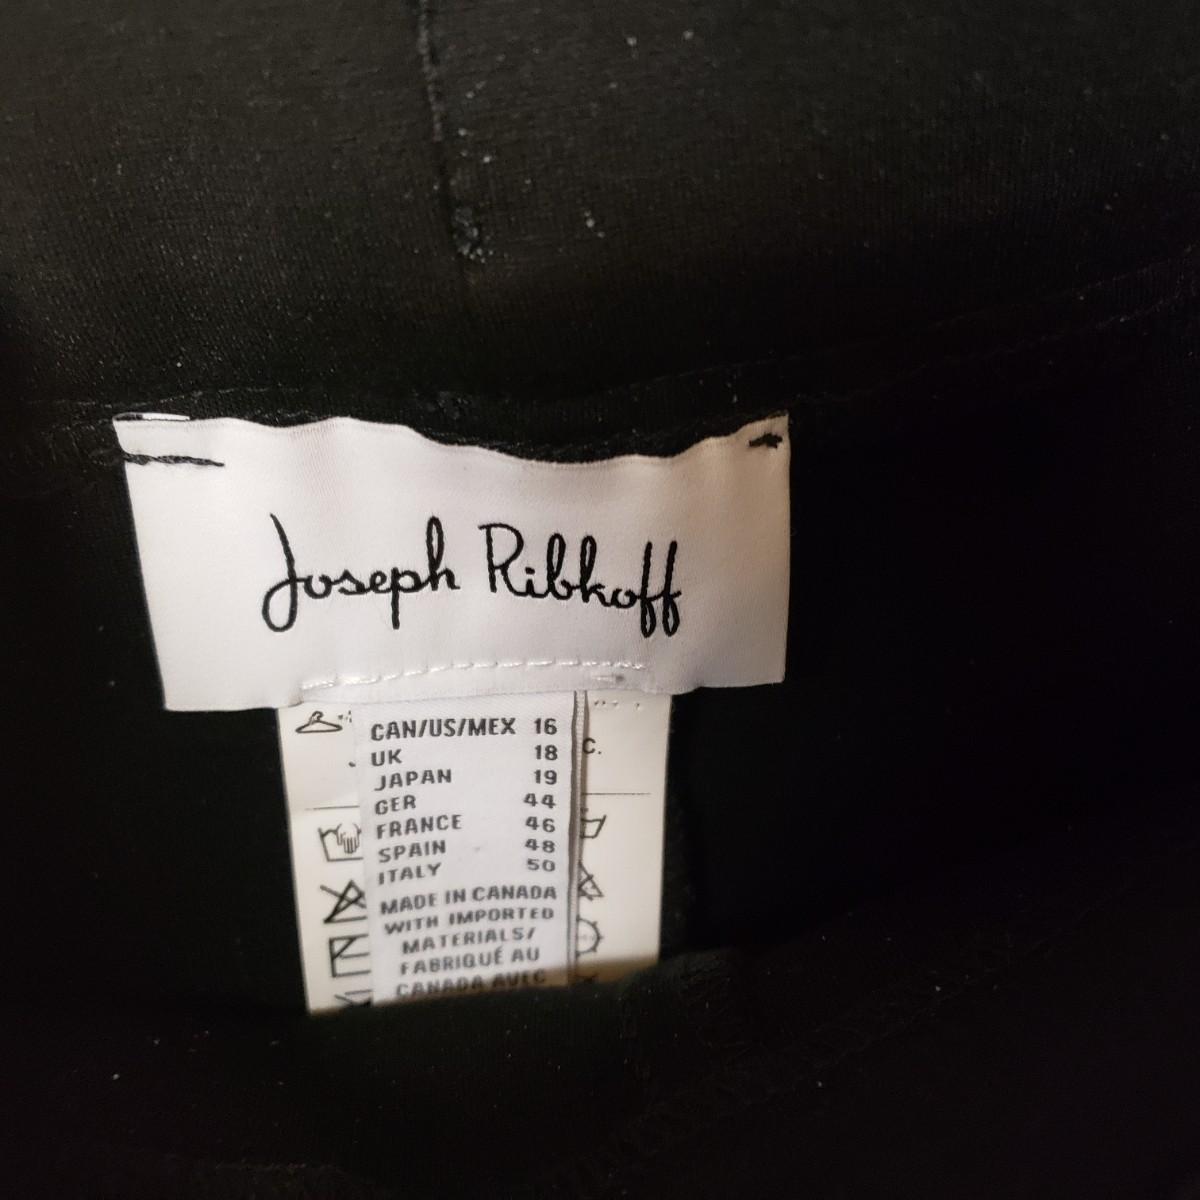 Joseph Ribkoff
CAN/US/MEX 16
UK 18
JAPAN 19
GER 44
FRANCE 46
SPAIN 48
ITALY 50
MADE IN CANADA
WITH IMPORTED
MATERIALS/
FABRIQUÉ AU
CANADA AVEC
C.